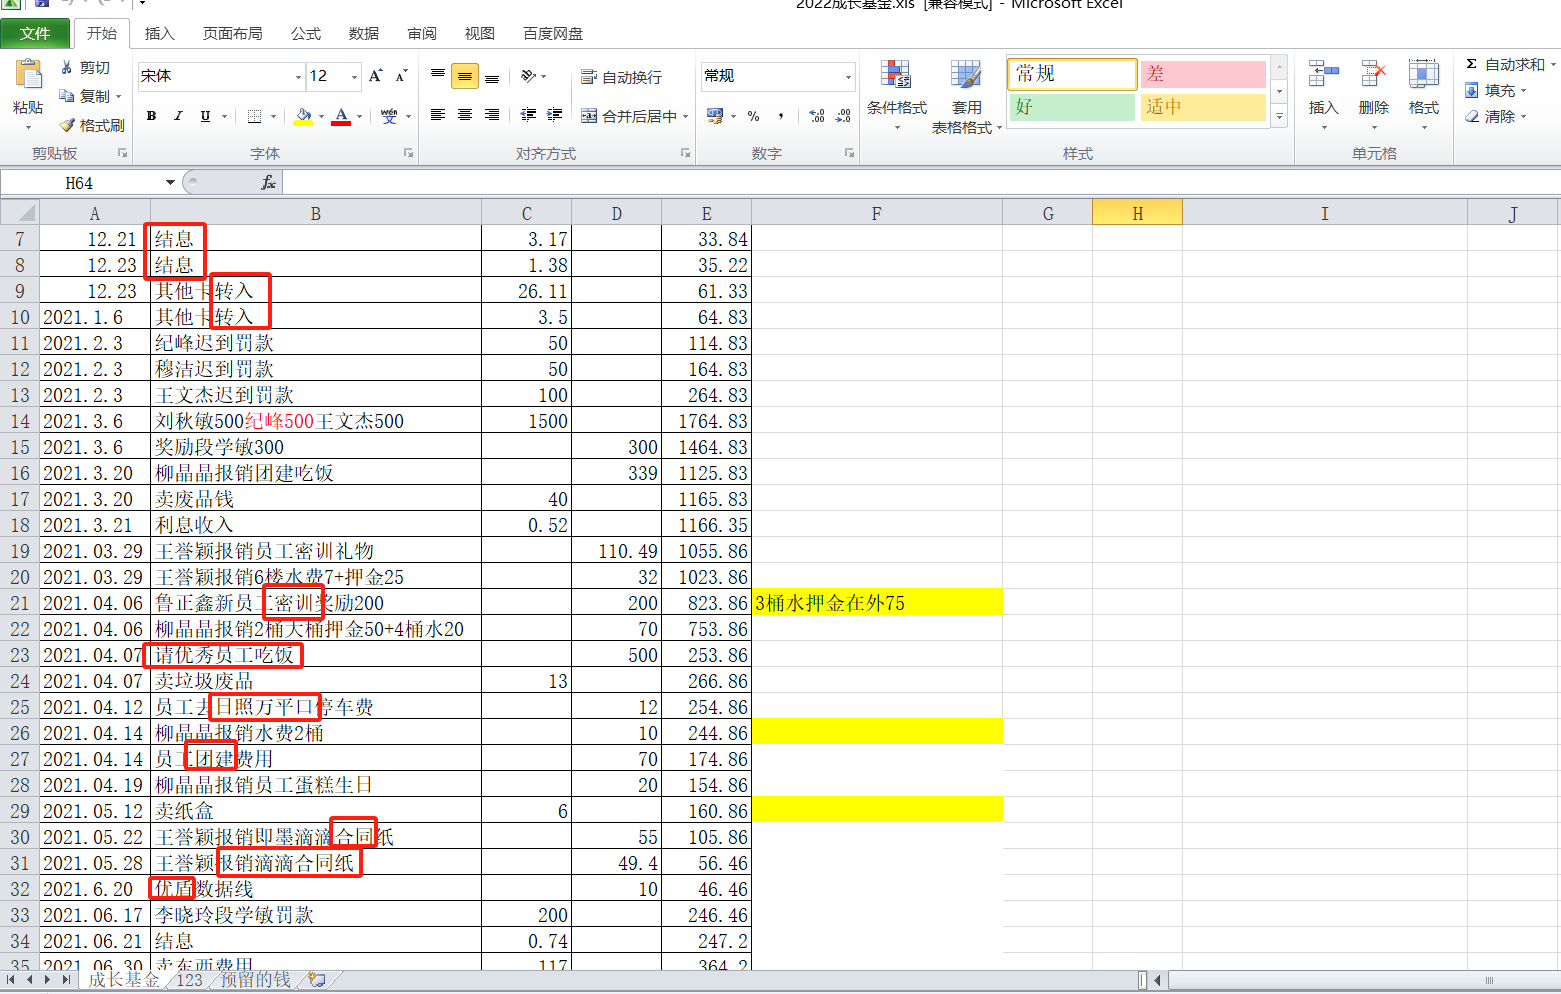 2022成长基金.xls [兼容模式] - Microsoft Excel
文件 开始 插入 页面布局 公式 数据 审阅 视图 百度网盘
粘贴 剪切 复制 格式刷 剪贴板
宋体 12 B I U 字体
自动换行 合并后居中 对齐方式
常规 % 数字
条件格式 套用表格格式 常规 差 好 适中 样式
插入 删除 格式 单元格
Σ 自动求和 填充 清除
H64 fx
A B C D E F G H I J
7 12.21 结息 3.17 33.84
8 12.23 结息 1.38 35.22
9 12.23 其他卡转入 26.11 61.33
10 2021.1.6 其他卡转入 3.5 64.83
11 2021.2.3 纪峰迟到罚款 50 114.83
12 2021.2.3 穆洁迟到罚款 50 164.83
13 2021.2.3 王文杰迟到罚款 100 264.83
14 2021.3.6 刘秋敏500纪峰500王文杰500 1500 1764.83
15 2021.3.6 奖励段学敏300 300 1464.83
16 2021.3.20 柳晶晶报销团建吃饭 339 1125.83
17 2021.3.20 卖废品钱 40 1165.83
18 2021.3.21 利息收入 0.52 1166.35
19 2021.03.29 王誉颖报销员工密训礼物 110.49 1055.86
20 2021.03.29 王誉颖报销6楼水费7+押金25 32 1023.86
21 2021.04.06 鲁正鑫新员工密训奖励200 200 823.86 3桶水押金在外75
22 2021.04.06 柳晶晶报销2桶大桶押金50+4桶水20 70 753.86
23 2021.04.07 请优秀员工吃饭 500 253.86
24 2021.04.07 卖垃圾废品 13 266.86
25 2021.04.12 员工去日照万平口停车费 12 254.86
26 2021.04.14 柳晶晶报销水费2桶 10 244.86
27 2021.04.14 员工团建费用 70 174.86
28 2021.04.19 柳晶晶报销员工蛋糕生日 20 154.86
29 2021.05.12 卖纸盒 6 160.86
30 2021.05.22 王誉颖报销即墨滴滴合同纸 55 105.86
31 2021.05.28 王誉颖报销滴滴合同纸 49.4 56.46
32 2021.6.20 优盾数据线 10 46.46
33 2021.06.17 李晓玲段学敏罚款 200 246.46
34 2021.06.21 结息 0.74 247.2
35 2021.06.30 卖东西费用 117 364.2
成长基金 123 预留的钱